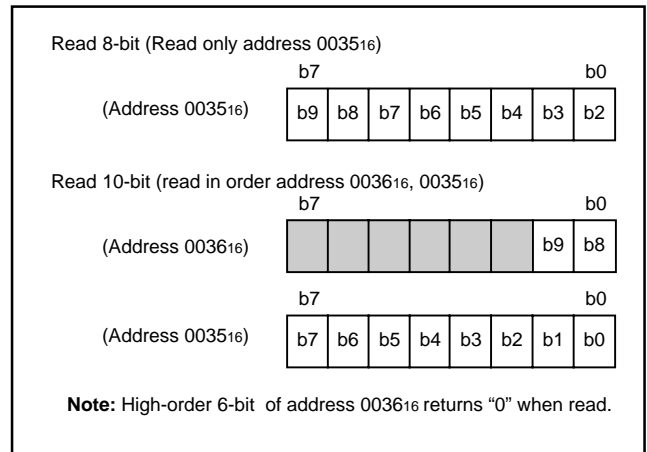 Read 8-bit (Read only address 003516)
b7 b0
(Address 003516) b9 b8 b7 b6 b5 b4 b3 b2
Read 10-bit (read in order address 003616, 003516)
b7 b0
(Address 003616) b9 b8
b7 b0
(Address 003516) b7 b6 b5 b4 b3 b2 b1 b0
Note: High-order 6-bit of address 003616 returns “0” when read.